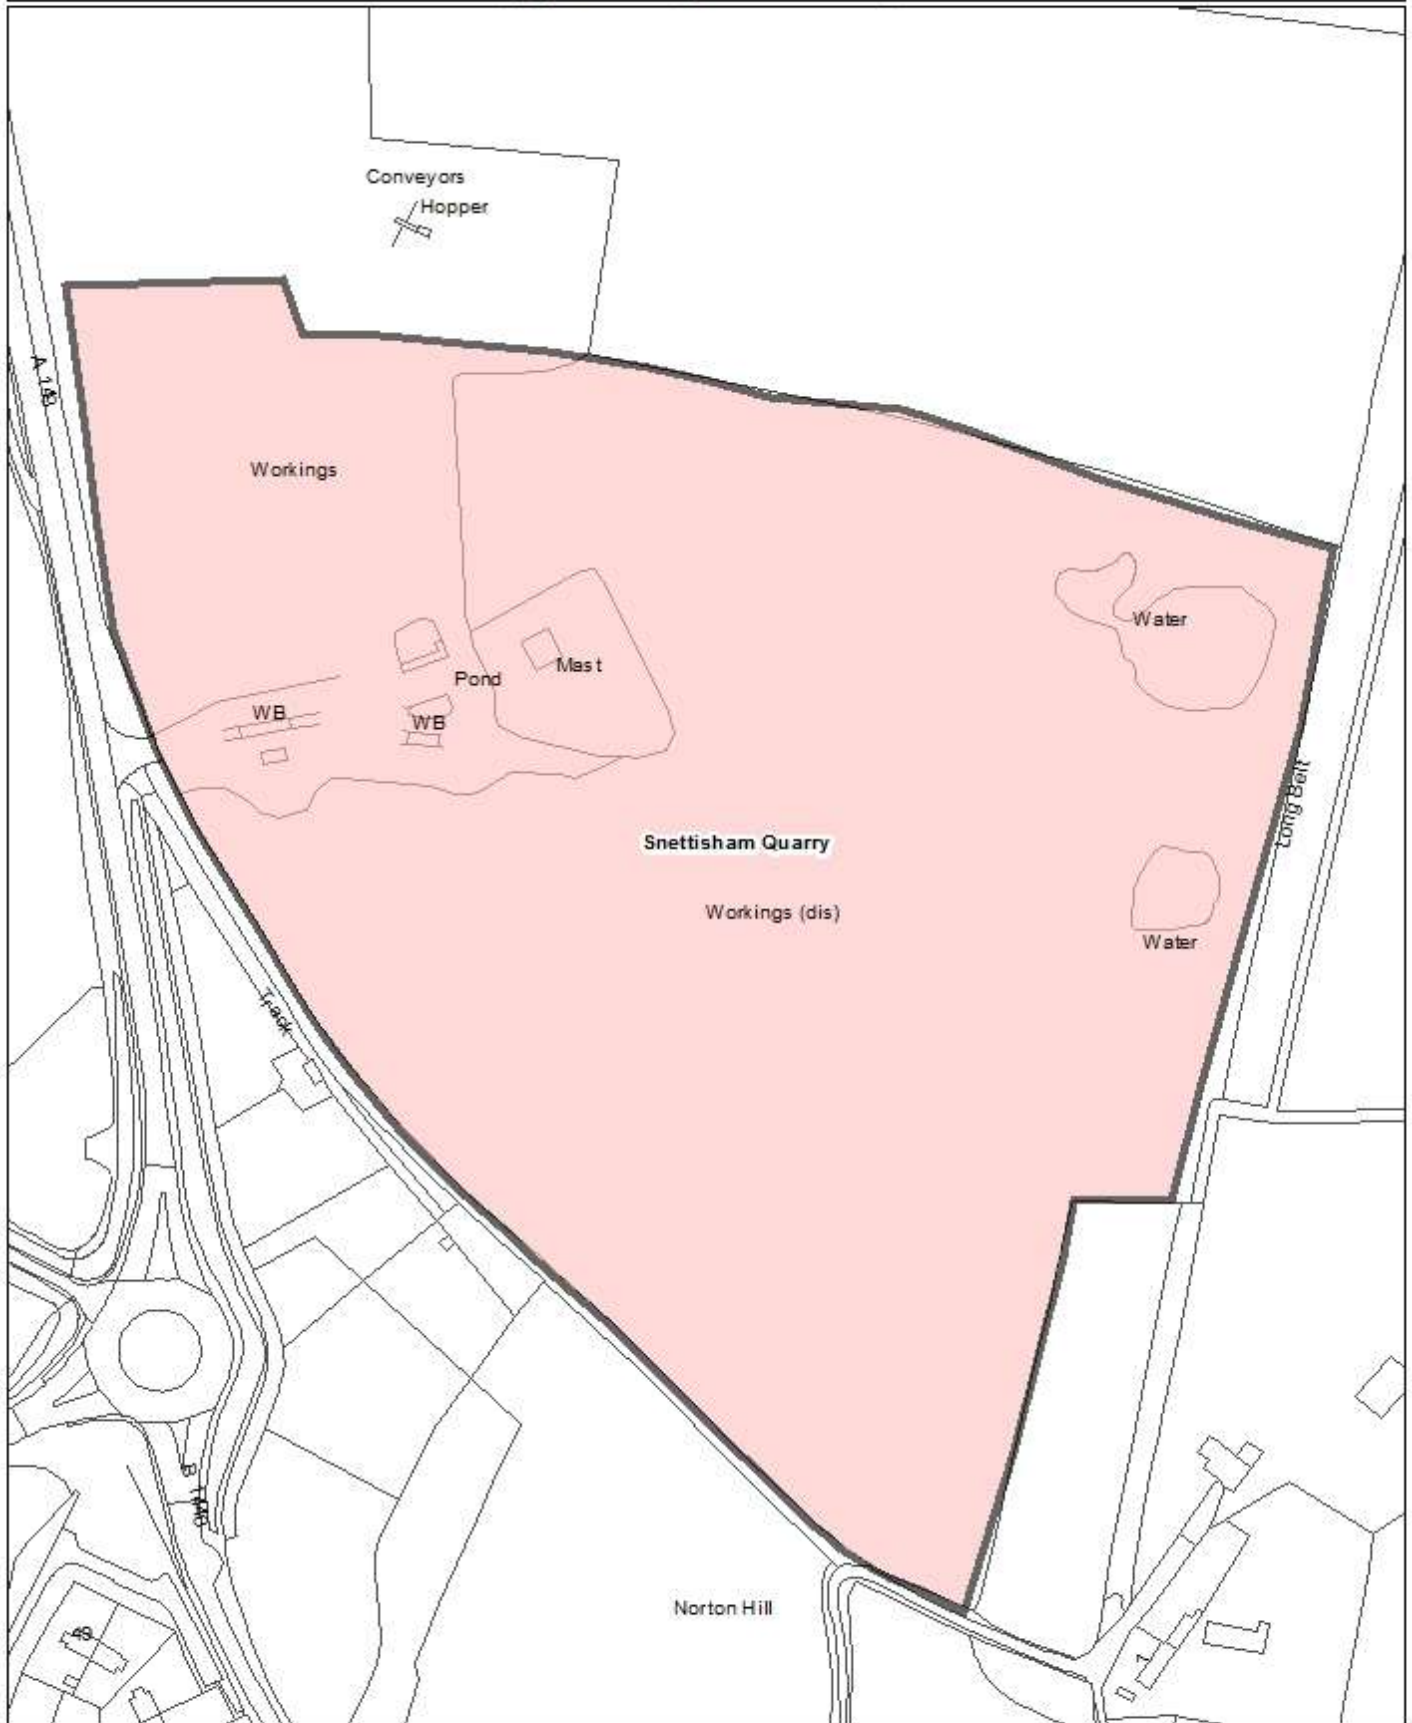 Conveyors
Hopper
A 149
Workings
Water
Mast
Pond
WB
WB
Long Belt
Snettisham Quarry
Workings (dis)
Water
Track
B 1440
Norton Hill
49
1